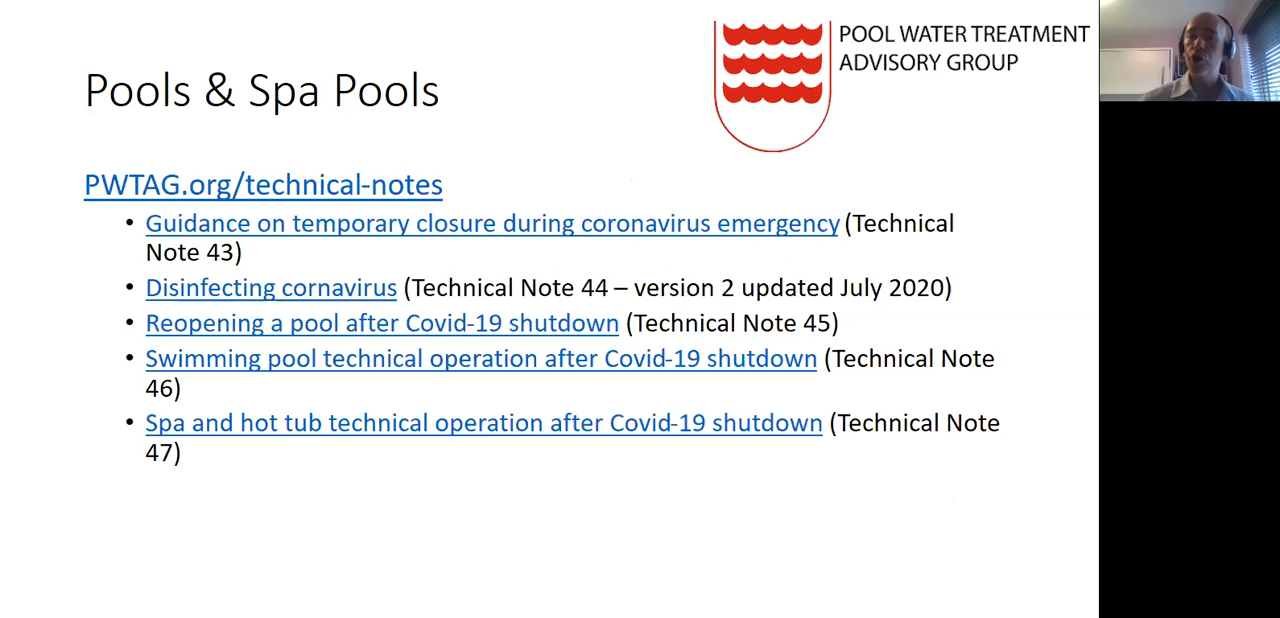 POOL WATER TREATMENT
ADVISORY GROUP
Pools & Spa Pools
PWTAG.org/technical-notes
• Guidance on temporary closure during coronavirus emergency (Technical
Note 43)
• Disinfecting cornavirus (Technical Note 44 – version 2 updated July 2020)
• Reopening a pool after Covid-19 shutdown (Technical Note 45)
• Swimming pool technical operation after Covid-19 shutdown (Technical Note
46)
• Spa and hot tub technical operation after Covid-19 shutdown (Technical Note
47)